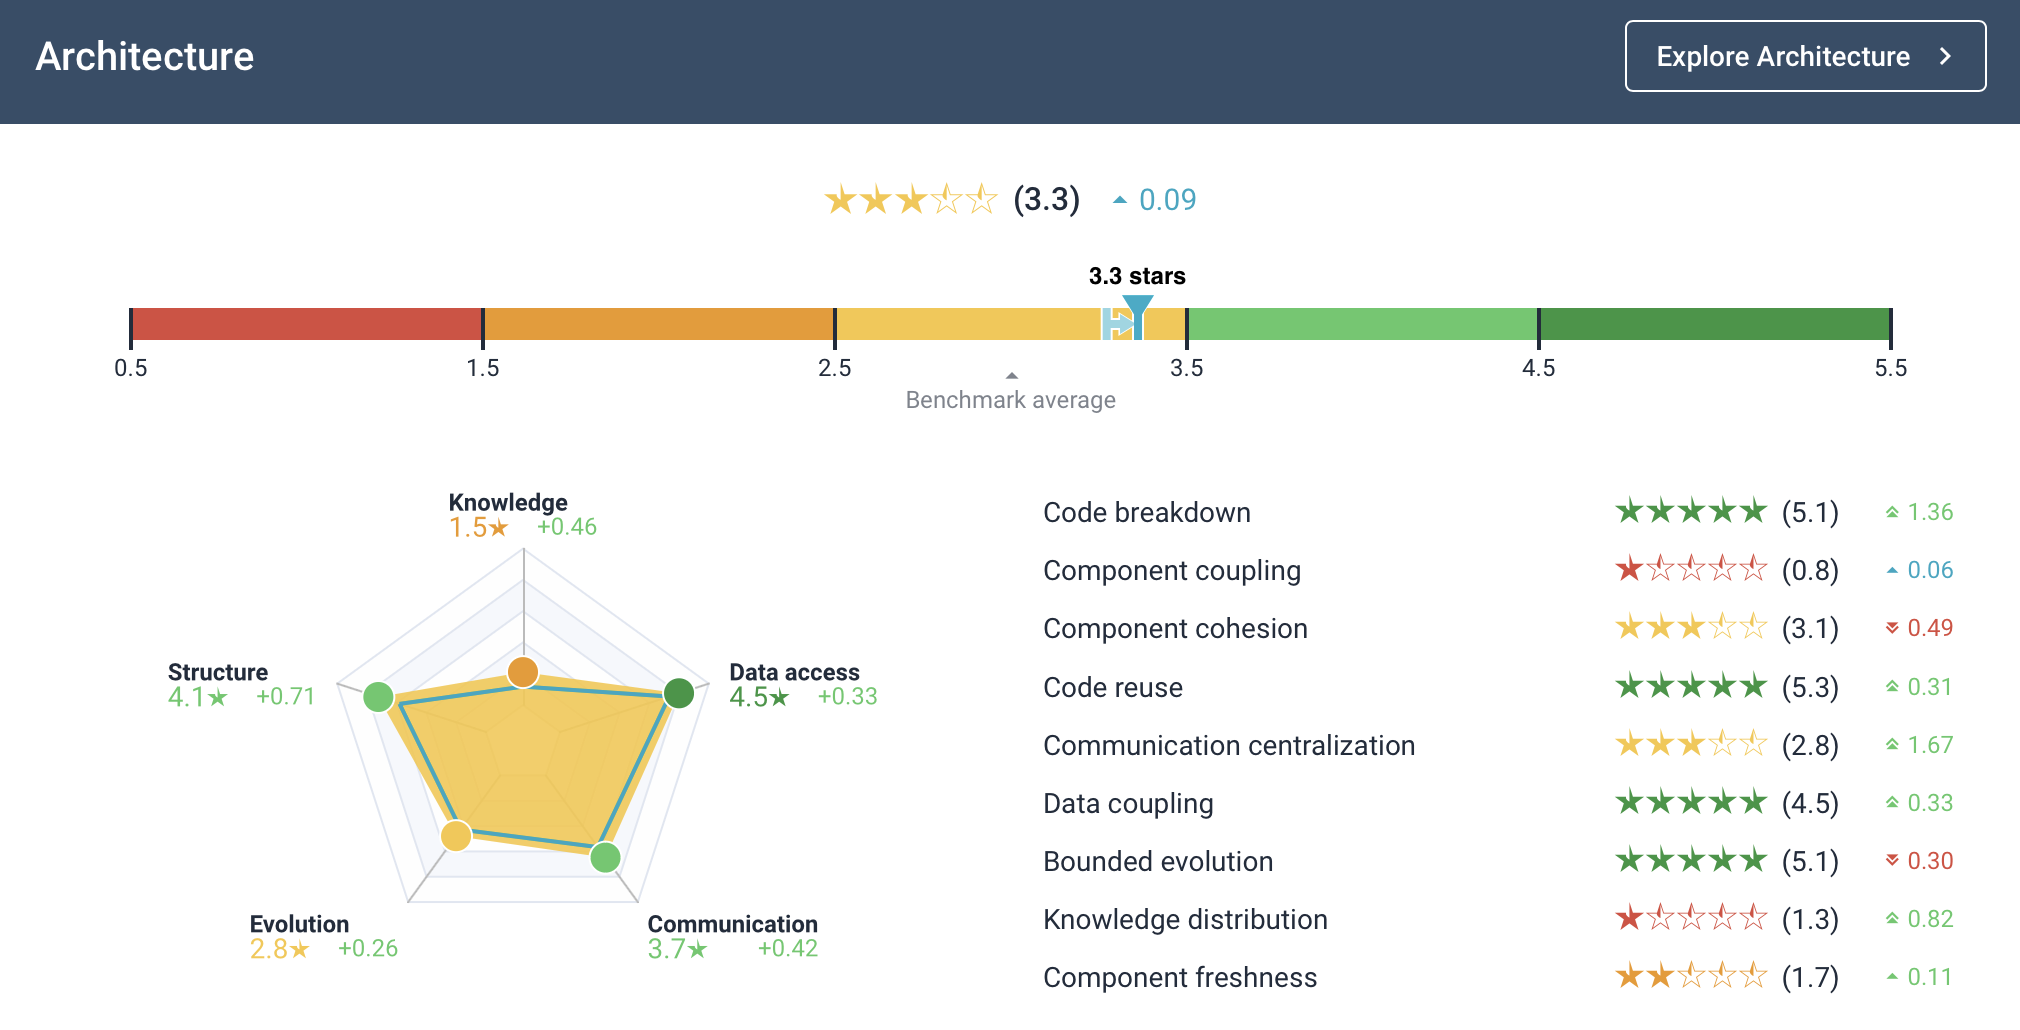 Architecture
Explore Architecture
(3.3) 0.09
3.3 stars
0.5 1.5 2.5 3.5 4.5 5.5
Benchmark average
Knowledge
1.5 +0.46
Structure
4.1 +0.71
Data access
4.5 +0.33
Evolution
2.8 +0.26
Communication
3.7 +0.42
Code breakdown (5.1) 1.36
Component coupling (0.8) 0.06
Component cohesion (3.1) 0.49
Code reuse (5.3) 0.31
Communication centralization (2.8) 1.67
Data coupling (4.5) 0.33
Bounded evolution (5.1) 0.30
Knowledge distribution (1.3) 0.82
Component freshness (1.7) 0.11